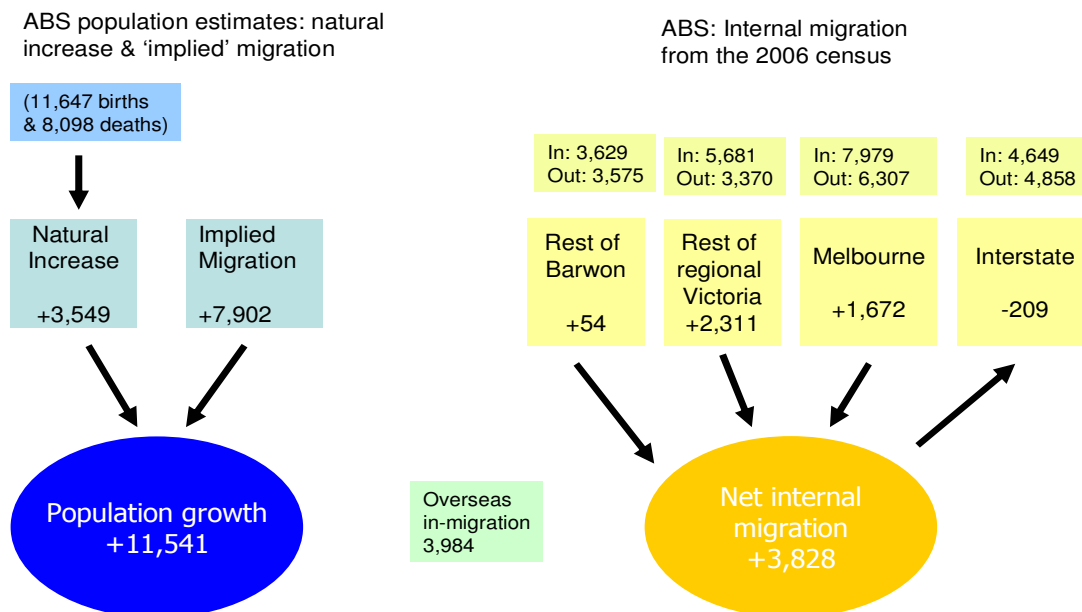 ABS population estimates: natural
increase & ‘implied’ migration
(11,647 births
& 8,098 deaths)
Natural
Increase
+3,549
Implied
Migration
+7,902
Population growth
+11,541
ABS: Internal migration
from the 2006 census
In: 3,629
Out: 3,575
In: 5,681
Out: 3,370
In: 7,979
Out: 6,307
In: 4,649
Out: 4,858
Rest of
Barwon
+54
Rest of
regional
Victoria
+2,311
Melbourne
+1,672
Interstate
-209
Overseas
in-migration
3,984
Net internal
migration
+3,828